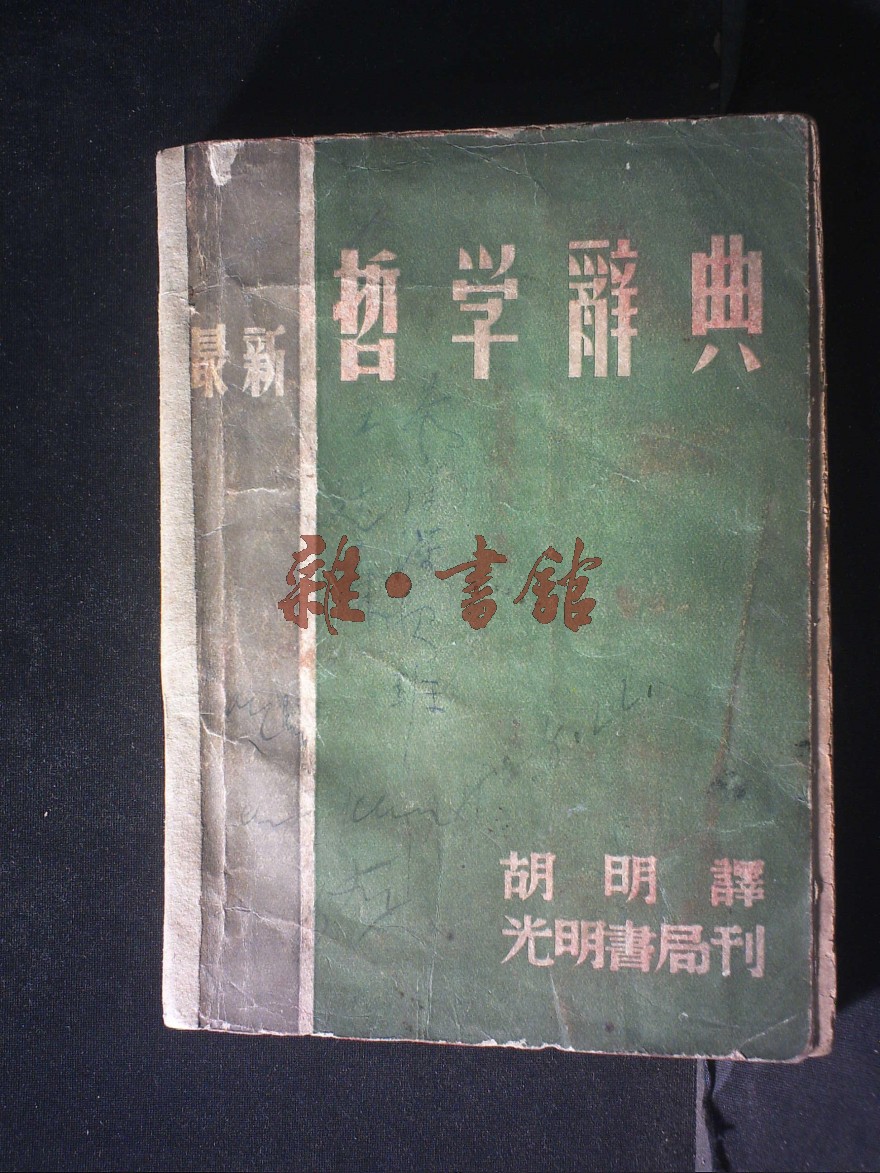 最新 哲学辭典
雜·書館
胡明譯
光明書局刊